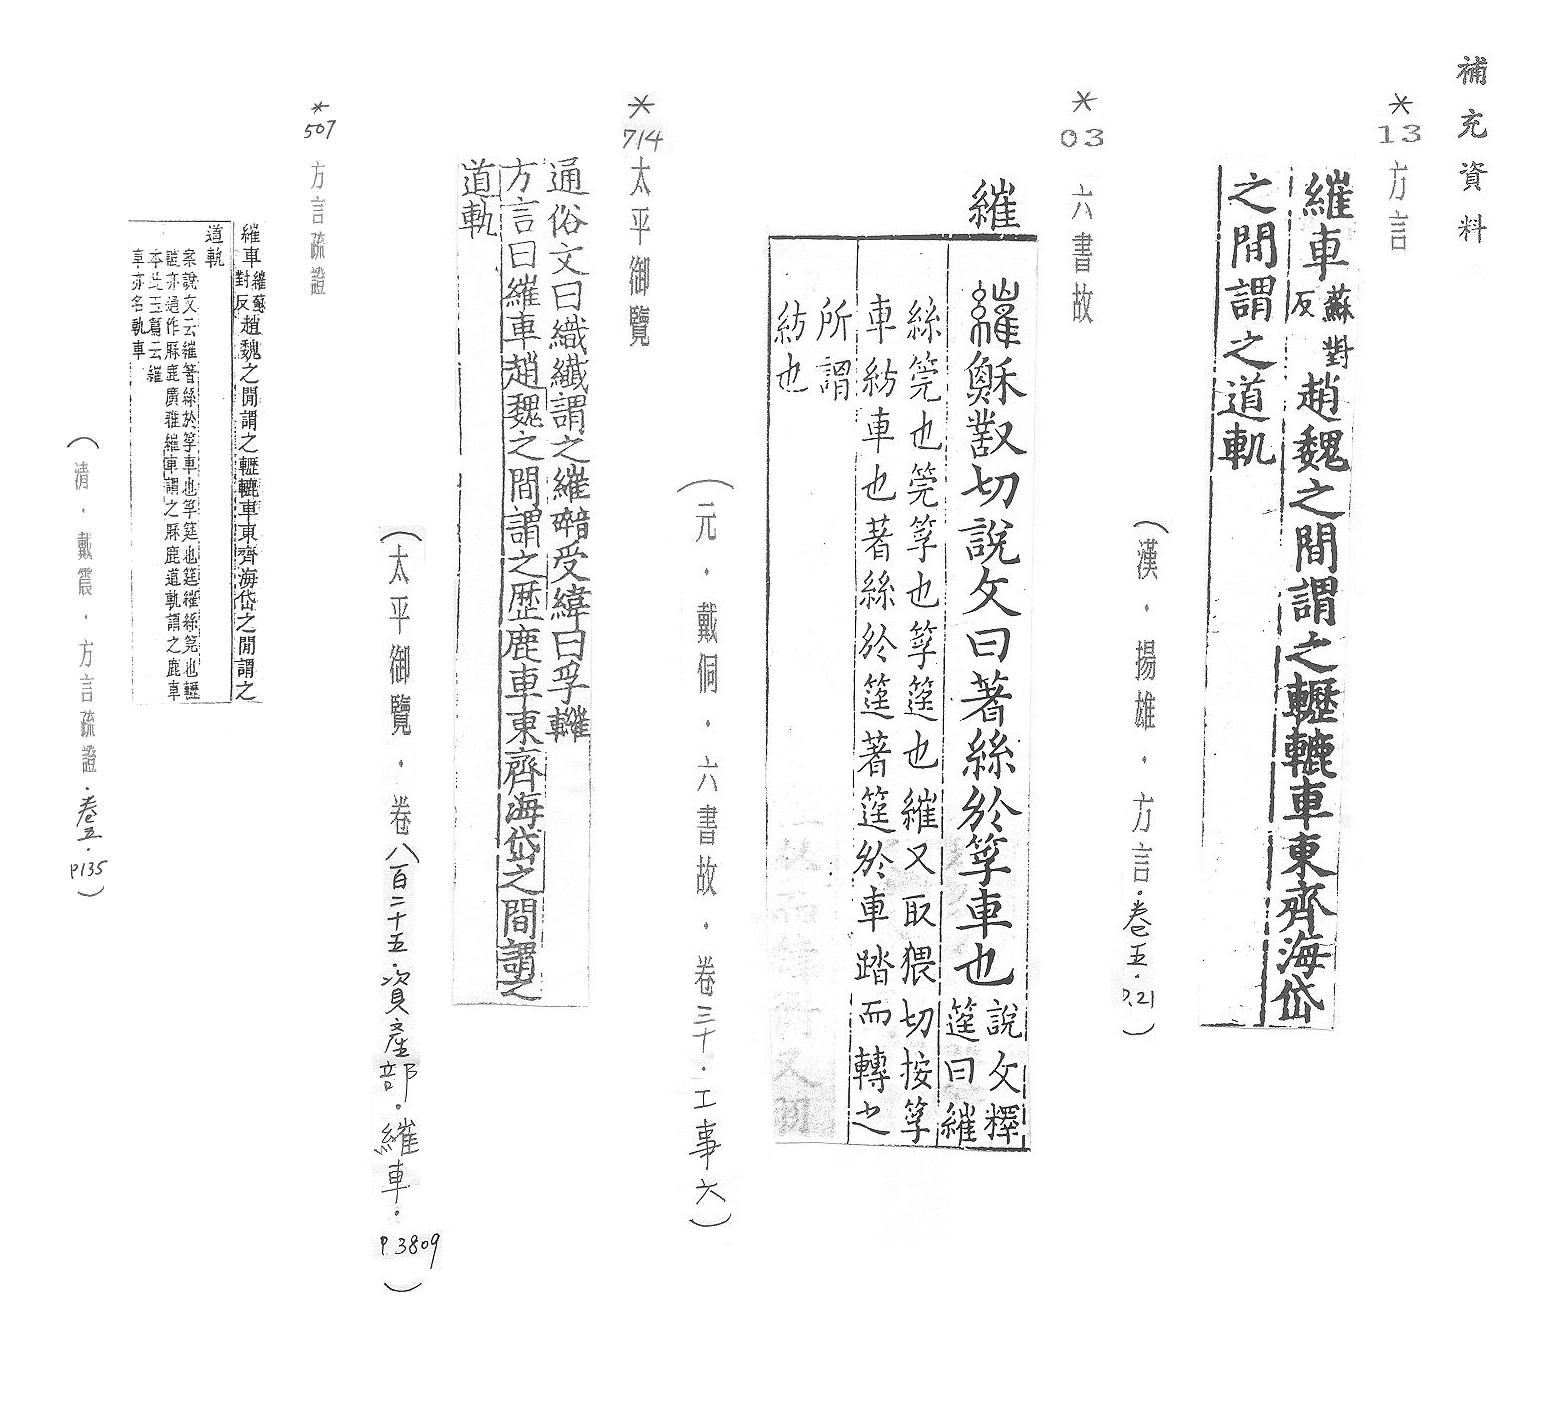 補充資料
*
13
方言
繀車蘇對
反
趙魏之間謂之轣轆車東齊海岱
之間謂之道軌
(漢．揚雄．方言．卷五．P.21)
*
03
六書故
繀
繀穌對切說文曰著絲於筟車也說文釋
筳曰繀
絲筦也筦筟也筟筳也繀又取猥切按筟
車紡車也著絲於筳著筳於車踏而轉之
所謂
紡也
(元．戴侗．六書故．卷三十．工事六)
*
714
太平御覽
通俗文曰織纖謂之繀受緯曰孚
方言曰繀車趙魏之間謂之歷鹿車東齊海岱之間謂之
道軌
(太平御覽．卷八百二十五．資產部．繀車．
P.3809)
*
507
方言疏證
繀車繀蘇
對反
趙魏之閒謂之轣轆車東齊海岱之閒謂之
道軌
案說文云繀著絲於筟車也筟筳也筳繀絲筦也轣
轆亦通作厤鹿廣雅繀車謂之厤鹿道軌謂之鹿車
本此玉篇云繀
車亦名軌車
(清．戴震．方言疏證．卷五．
P135)